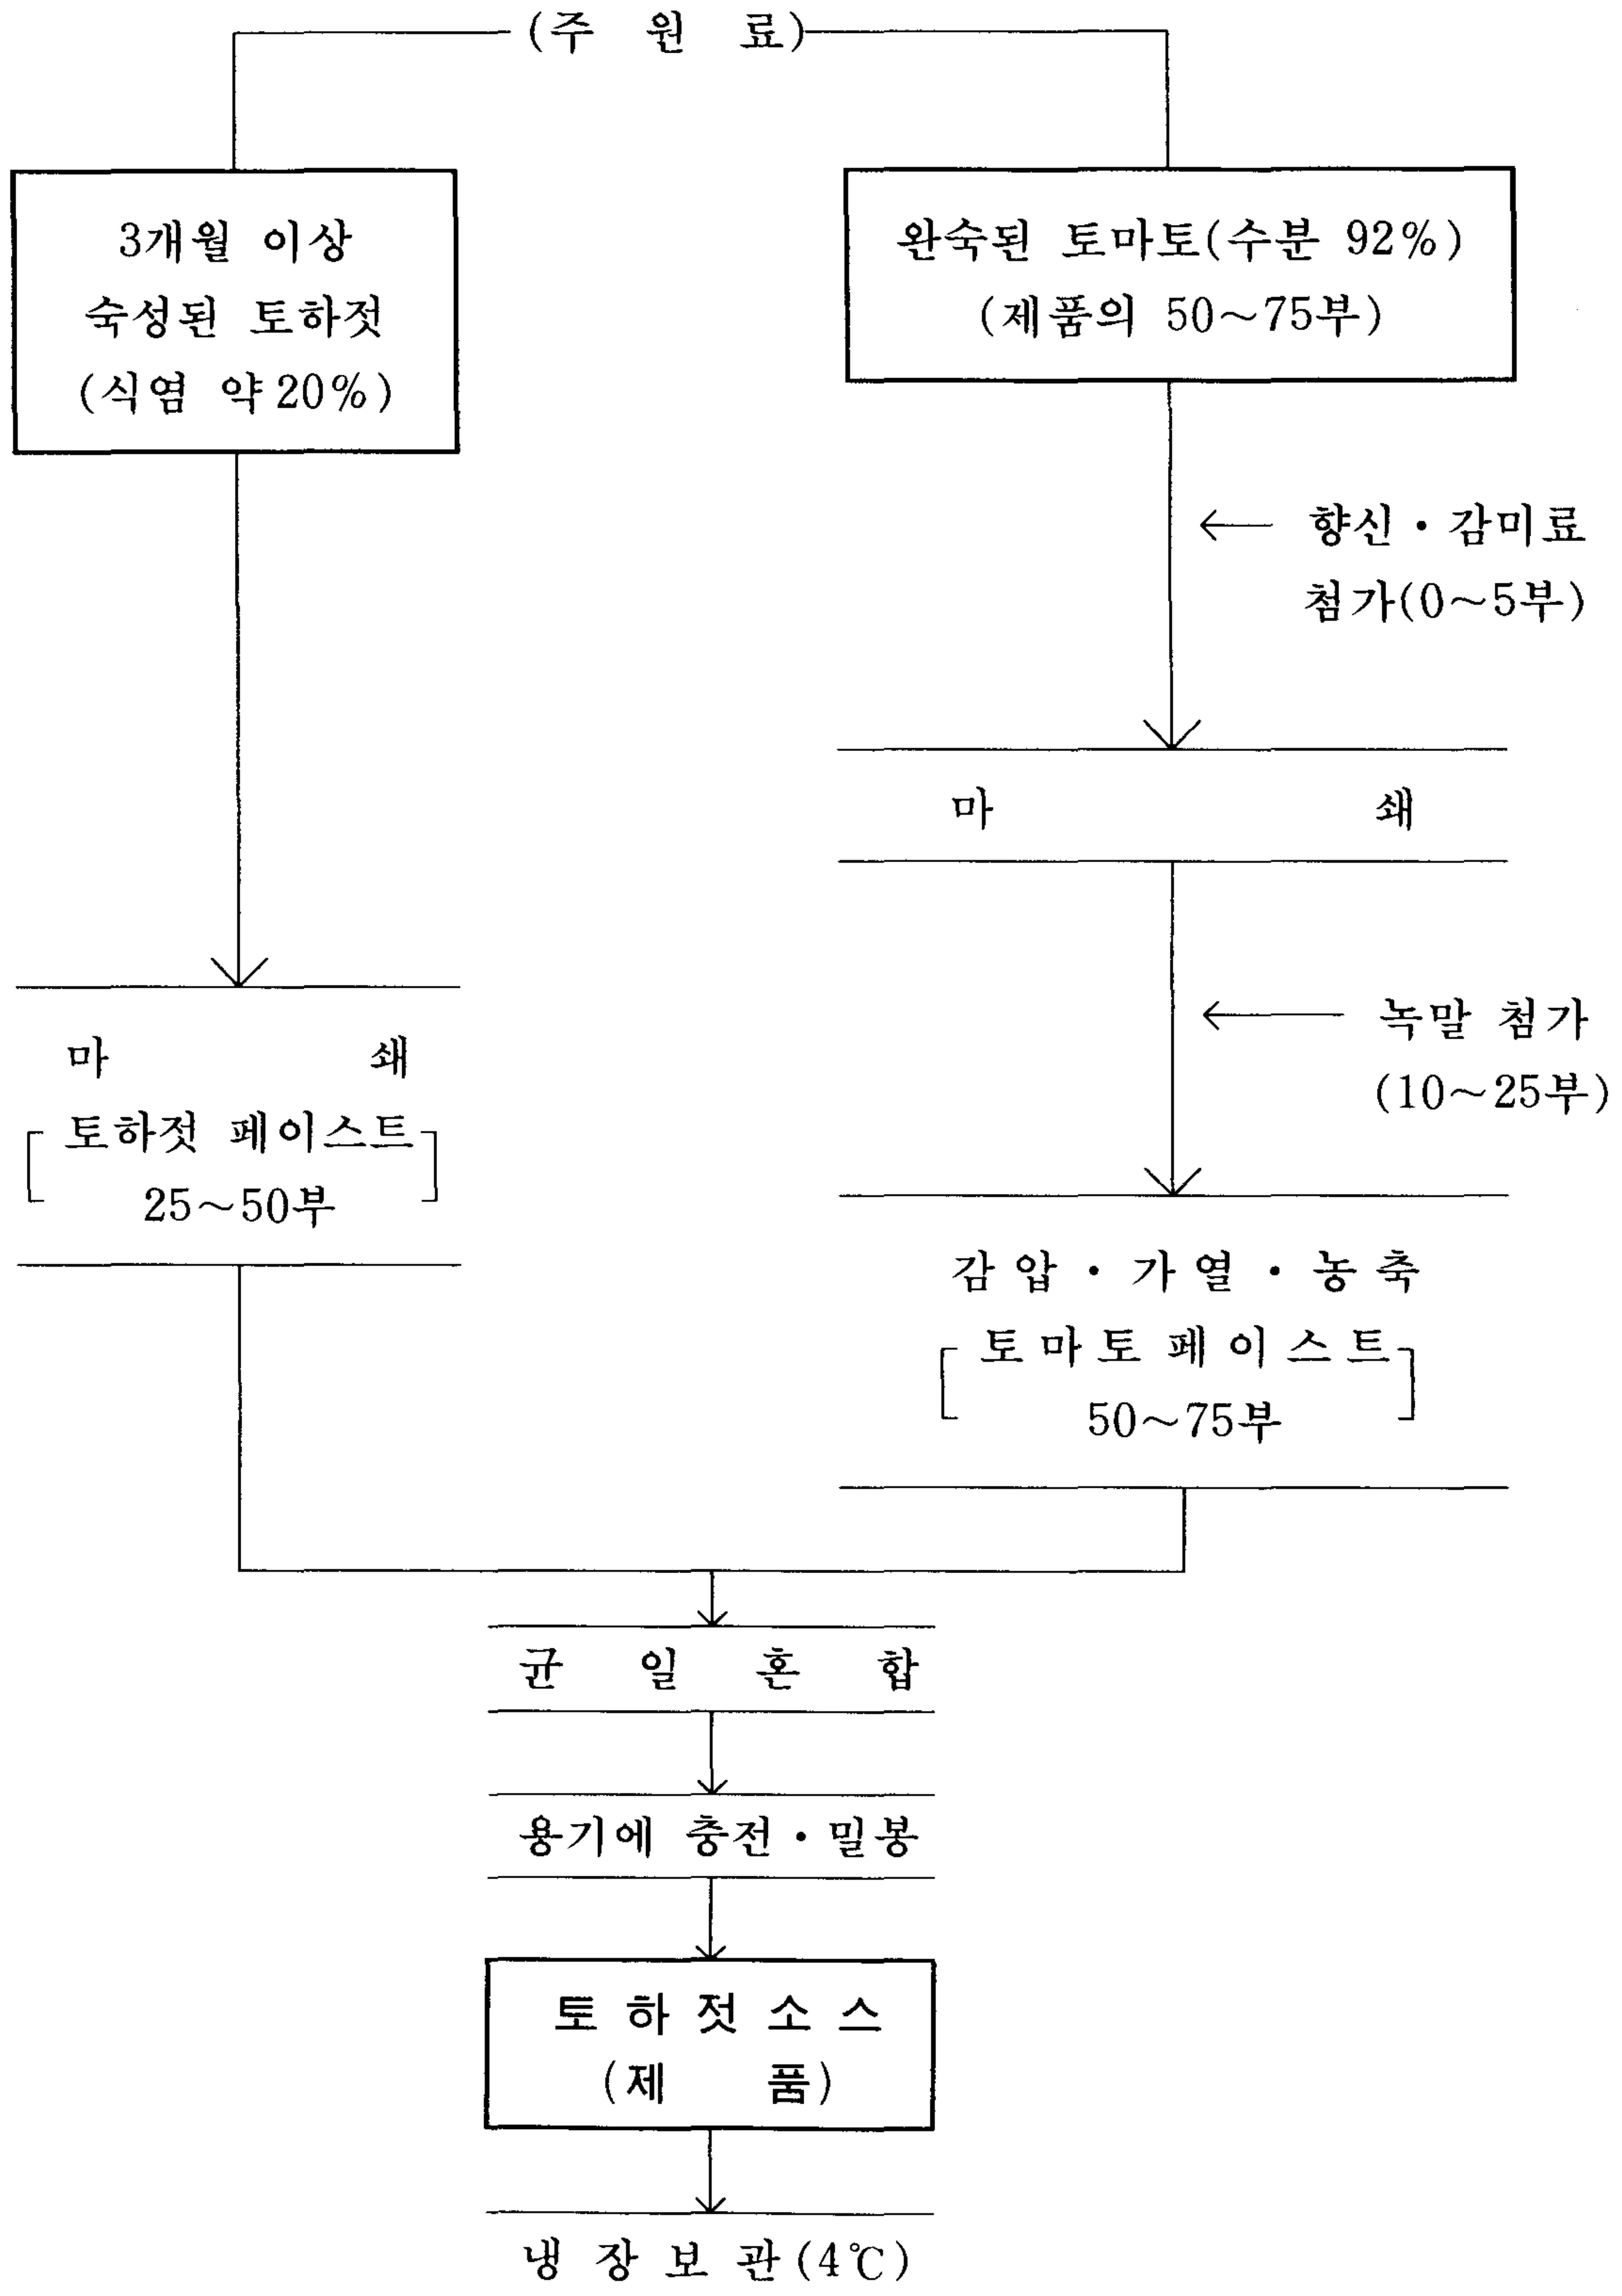 (주 원 료)
3개월 이상
숙성된 토하젓
(식염 약20%)
완숙된 토마토(수분 92%)
(제품의 50~75부)
향신・감미료
첨가(0~5부)
마 쇄
녹말 첨가
(10~25부)
마 쇄
[토하젓 페이스트]
25~50부
감압・가열・농축
[토마토페이스트]
50~75부
균 일 혼 합
용기에 충전・밀봉
토하젓소스
(제 품)
냉장보관(4℃)